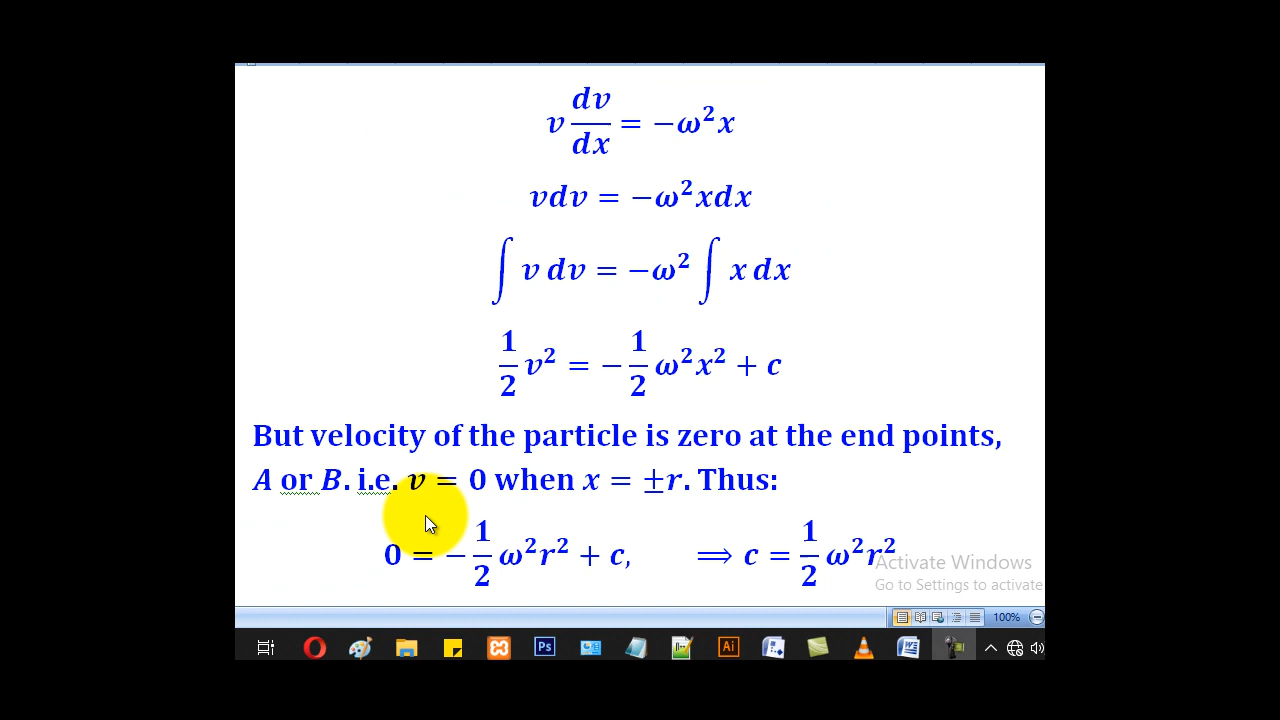 v dv/dx = −ω²x
vdv = −ω²xdx
∫ v dv = −ω² ∫ x dx
1/2 v² = −1/2 ω²x² + c
But velocity of the particle is zero at the end points,
A or B. i.e. v = 0 when x = ±r. Thus:
0 = −1/2 ω²r² + c, ⟹ c = 1/2 ω²r²
Activate Windows
Go to Settings to activate
100%
Ps
Ai